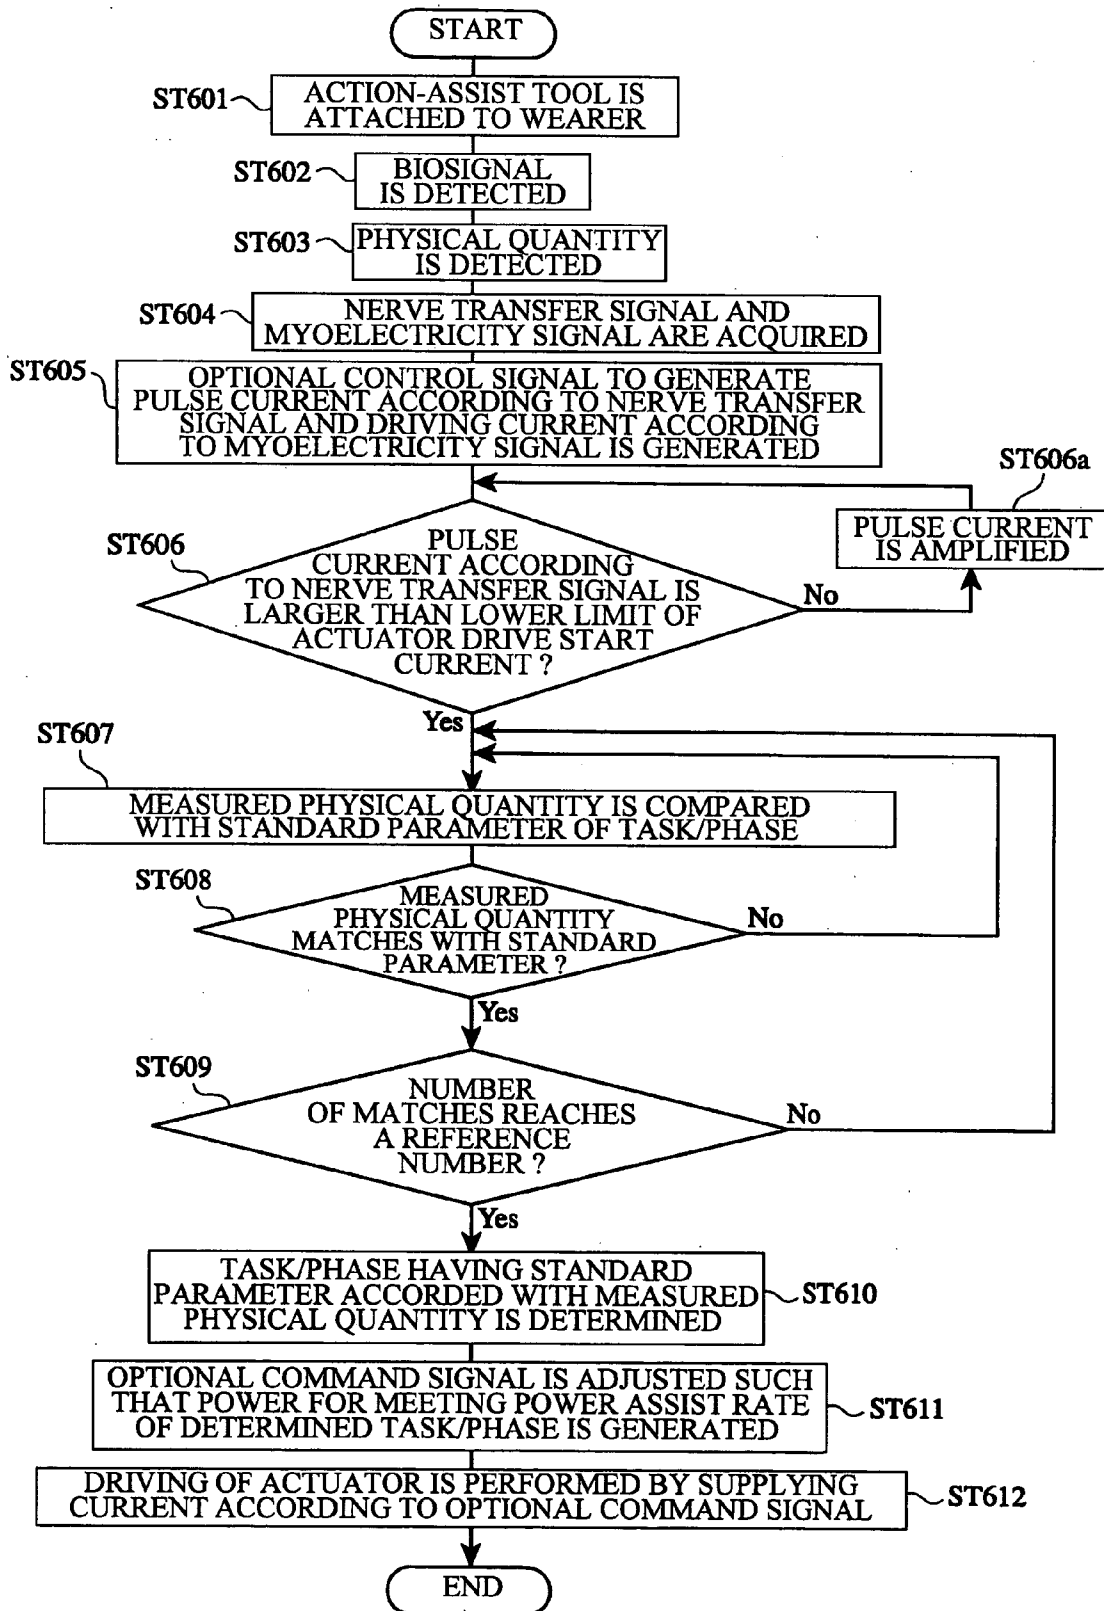 START
ST601
ACTION-ASSIST TOOL IS
ATTACHED TO WEARER
ST602
BIOSIGNAL
IS DETECTED
ST603
PHYSICAL QUANTITY
IS DETECTED
ST604
NERVE TRANSFER SIGNAL AND
MYOELECTRICITY SIGNAL ARE ACQUIRED
ST605
OPTIONAL CONTROL SIGNAL TO GENERATE
PULSE CURRENT ACCORDING TO NERVE TRANSFER
SIGNAL AND DRIVING CURRENT ACCORDING
TO MYOELECTRICITY SIGNAL IS GENERATED
ST606a
PULSE CURRENT
IS AMPLIFIED
ST606
PULSE
CURRENT ACCORDING
TO NERVE TRANSFER SIGNAL IS
LARGER THAN LOWER LIMIT OF
ACTUATOR DRIVE START
CURRENT ?
No
Yes
ST607
MEASURED PHYSICAL QUANTITY IS COMPARED
WITH STANDARD PARAMETER OF TASK/PHASE
ST608
MEASURED
PHYSICAL QUANTITY
MATCHES WITH STANDARD
PARAMETER ?
No
Yes
ST609
NUMBER
OF MATCHES REACHES
A REFERENCE
NUMBER ?
No
Yes
TASK/PHASE HAVING STANDARD
PARAMETER ACCORDED WITH MEASURED
PHYSICAL QUANTITY IS DETERMINED
ST610
OPTIONAL COMMAND SIGNAL IS ADJUSTED SUCH
THAT POWER FOR MEETING POWER ASSIST RATE
OF DETERMINED TASK/PHASE IS GENERATED
ST611
DRIVING OF ACTUATOR IS PERFORMED BY SUPPLYING
CURRENT ACCORDING TO OPTIONAL COMMAND SIGNAL
ST612
END